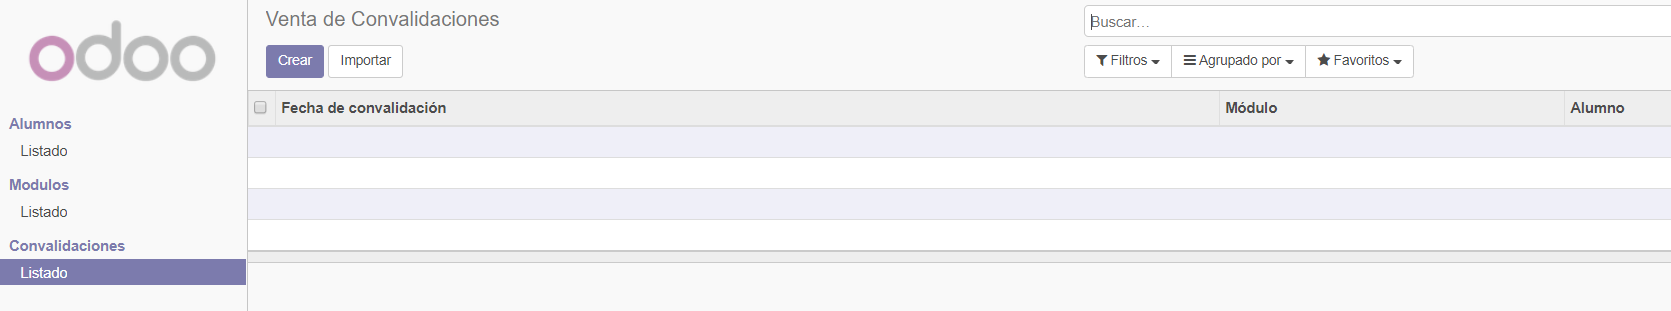 odoo
Alumnos
Listado
Modulos
Listado
Convalidaciones
Listado
Venta de Convalidaciones
Buscar...
Crear Importar
Filtros Agrupado por Favoritos
Fecha de convalidación Módulo Alumno